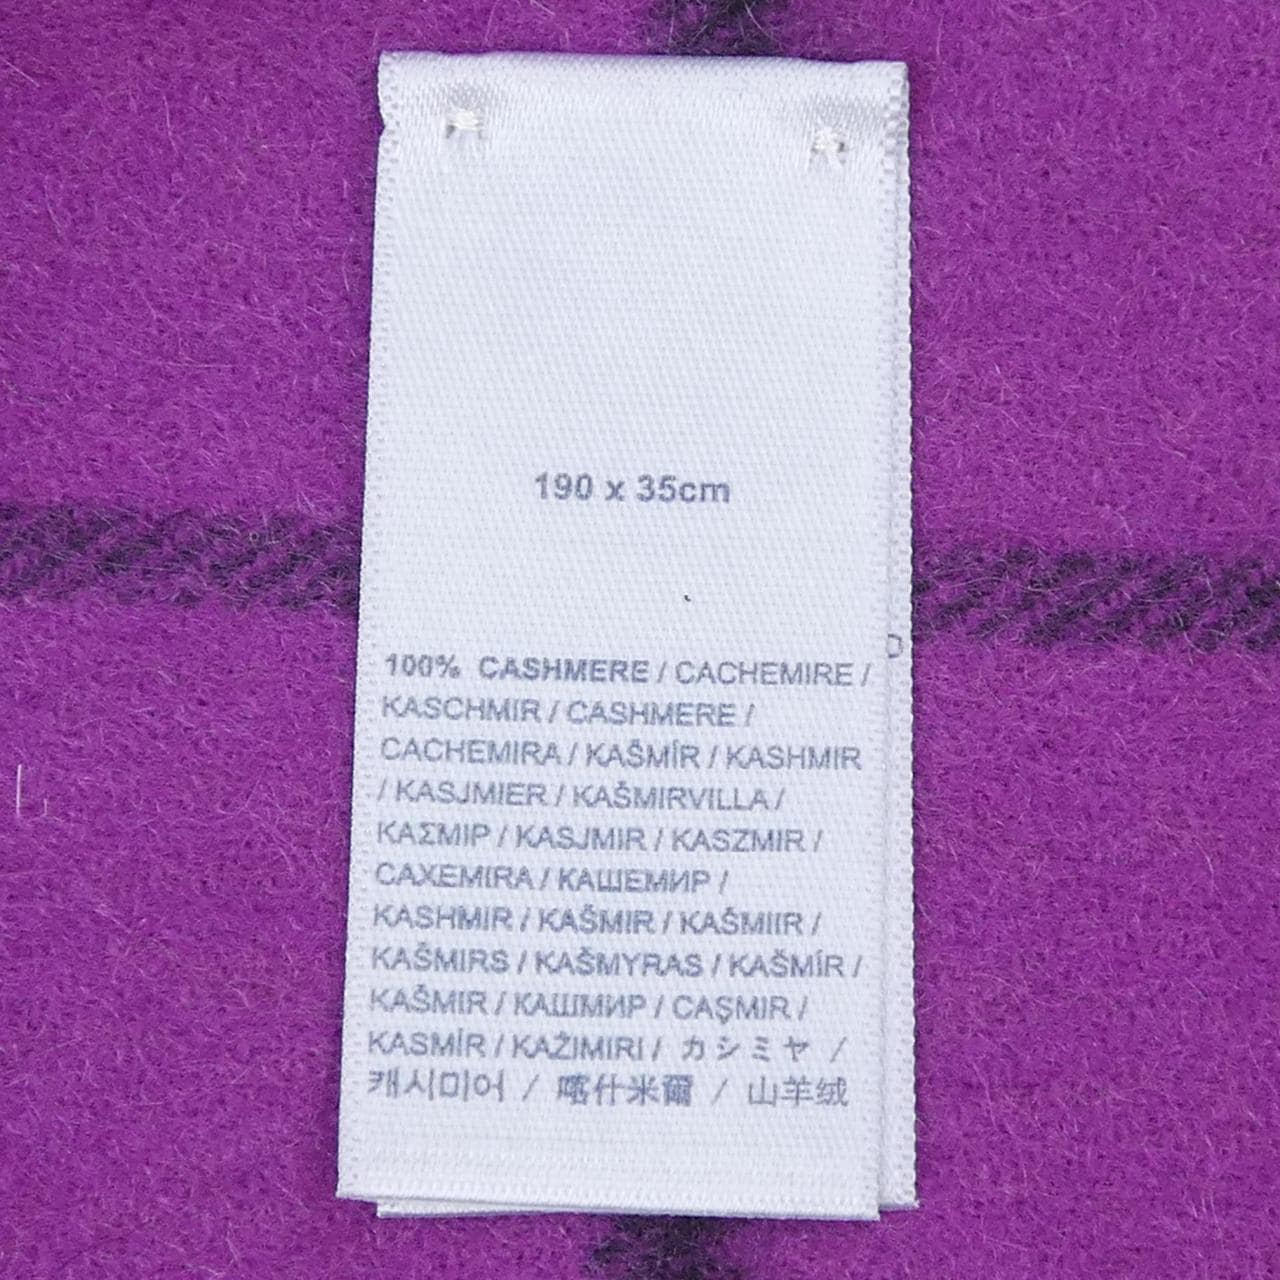 190 x 35cm
100% CASHMERE / CACHEMIRE /
KASCHMIR / CASHMERE /
CACHEMIRA / KAŠMÍR / KASHMIR
/ KASJMIER / KAŠMIRVILLA /
ΚΑΣΜΙΡ / KASJMIR / KASZMIR /
CAXEMIRA / КАШЕМИР /
KASHMIR / KAŠMIR / KAŠMIIR /
KAŠMIRS / KAŠMYRAS / KAŠMÍR /
KAŠMIR / КАШМИР / CAŞMIR /
KASMÍR / KAŻIMIRI / カシミヤ /
캐시미어 / 喀什米爾 / 山羊绒